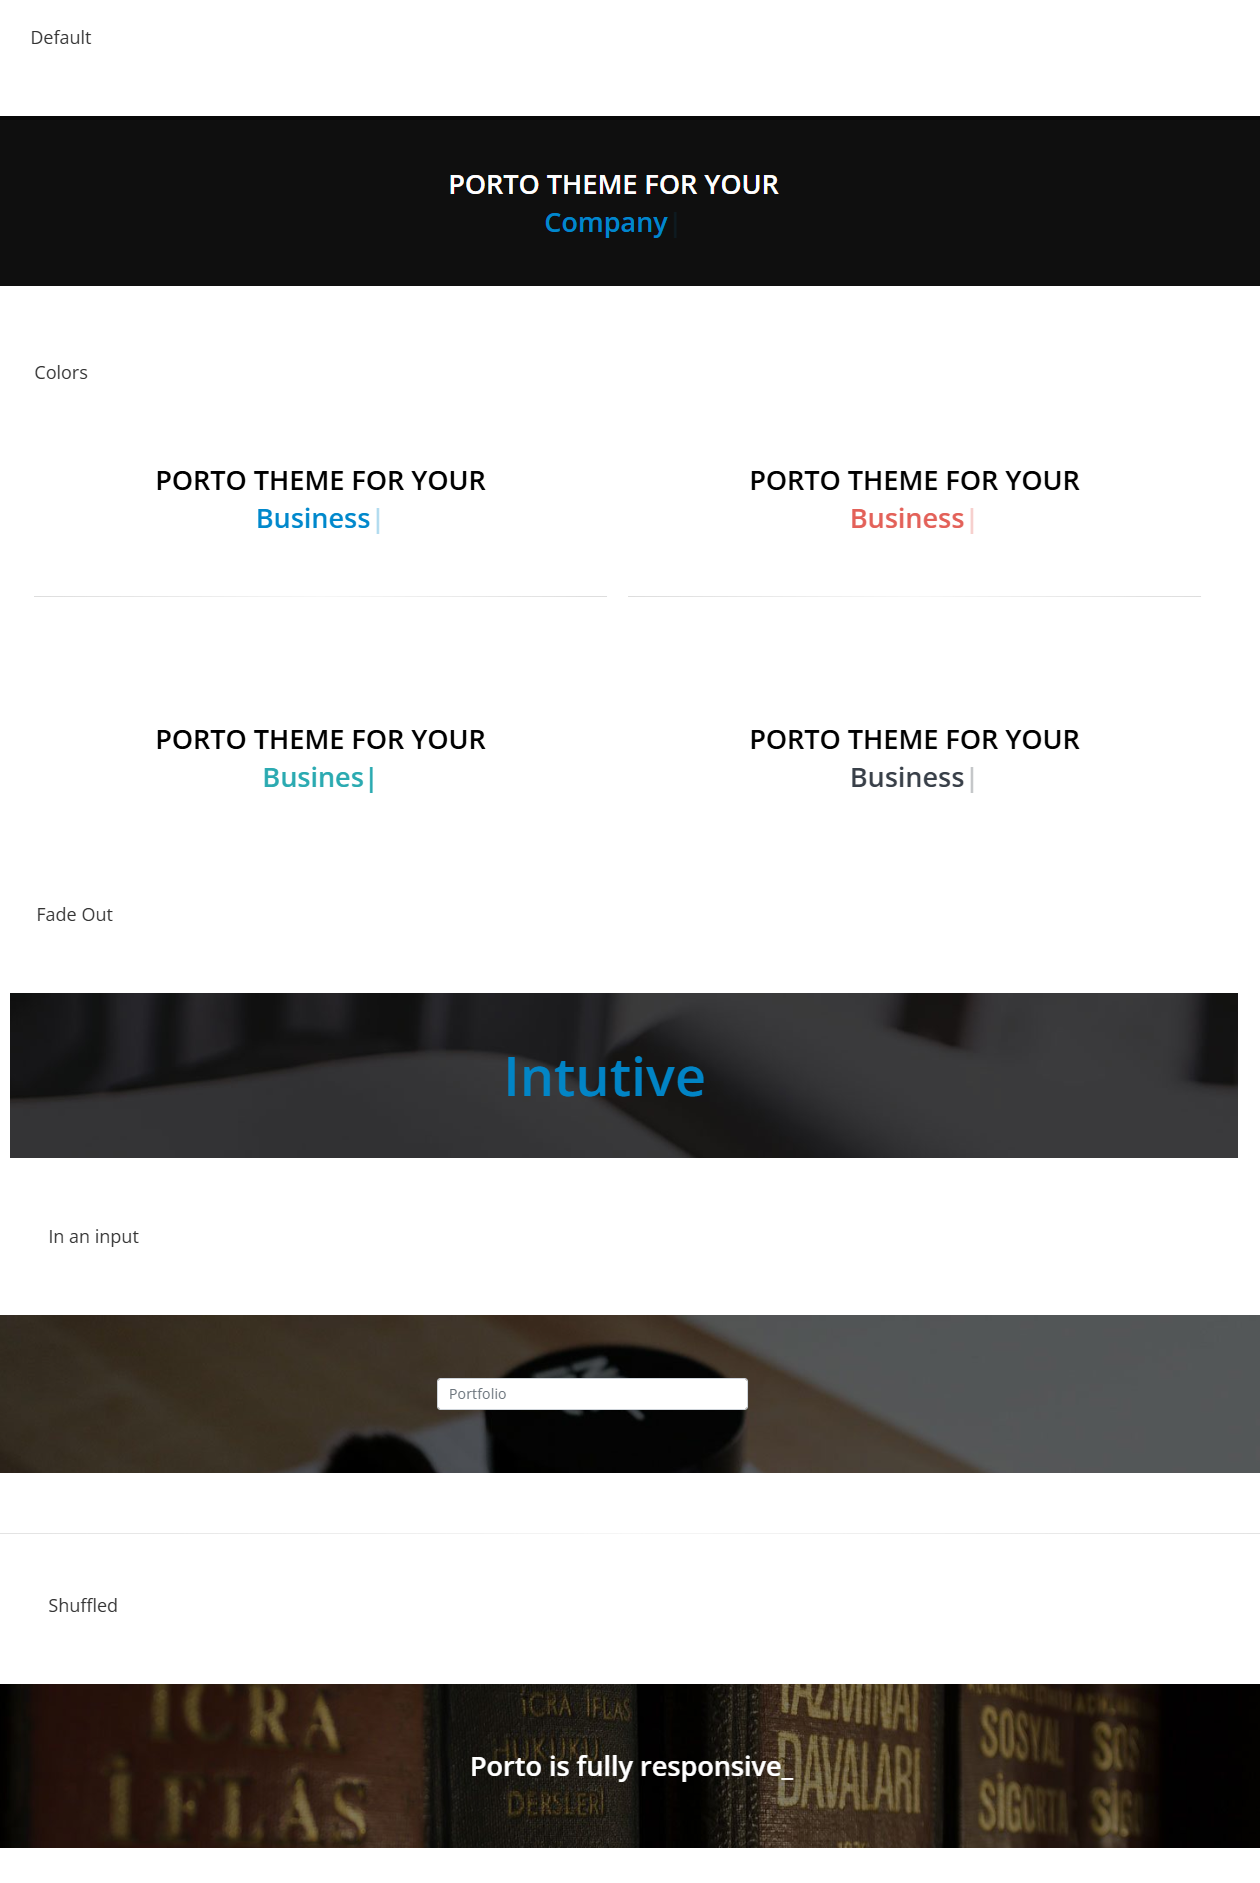 Default
PORTO THEME FOR YOUR
Company|
Colors
PORTO THEME FOR YOUR
Business|
PORTO THEME FOR YOUR
Business|
PORTO THEME FOR YOUR
Busines|
PORTO THEME FOR YOUR
Business|
Fade Out
Intutive
In an input
Portfolio
Shuffled
İCRA
İFLAS
İCRA İFLAS
HUKUKU
DERSLERİ
TAZMİNAT
DAVALARI
SOSYAL
SİGORTA
SOS
SİG
Porto is fully responsive_